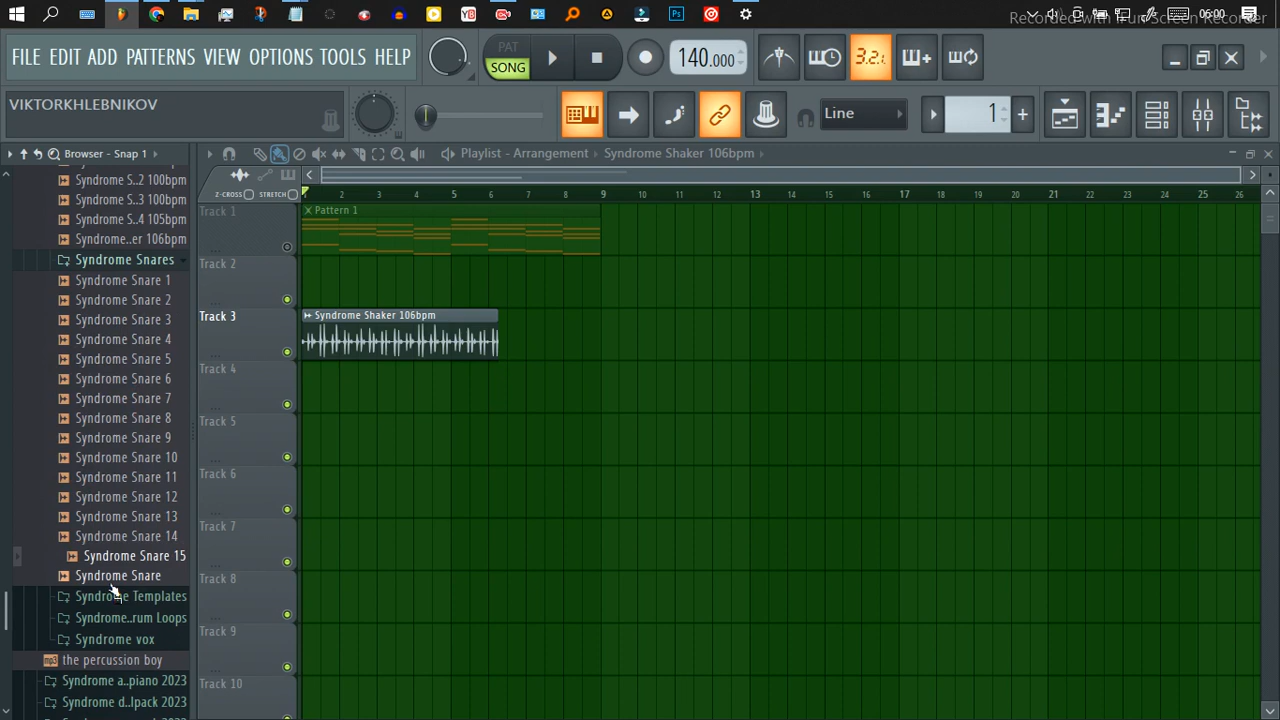 06:00
Recorded with iTunl Screen Recorder
FILE EDIT ADD PATTERNS VIEW OPTIONS TOOLS HELP
PAT
SONG
140.000
3.2.
VIKTORKHLEBNIKOV
Line
1
Browser - Snap 1
Playlist - Arrangement
Syndrome Shaker 106bpm
Z-CROSS
STRETCH
1 2 3 4 5 6 7 8 9 10 11 12 13 14 15 16 17 18 19 20 21 22 23 24 25 26
Syndrome S..2 100bpm
Syndrome S..3 100bpm
Syndrome S..4 105bpm
Syndrome..er 106bpm
Syndrome Snares
Syndrome Snare 1
Syndrome Snare 2
Syndrome Snare 3
Syndrome Snare 4
Syndrome Snare 5
Syndrome Snare 6
Syndrome Snare 7
Syndrome Snare 8
Syndrome Snare 9
Syndrome Snare 10
Syndrome Snare 11
Syndrome Snare 12
Syndrome Snare 13
Syndrome Snare 14
Syndrome Snare 15
Syndrome Snare
Syndrome Templates
Syndrome..rum Loops
Syndrome vox
mp3 the percussion boy
Syndrome a..piano 2023
Syndrome d..lpack 2023
Track 1
Pattern 1
Track 2
Track 3
Syndrome Shaker 106bpm
Track 4
Track 5
Track 6
Track 7
Track 8
Track 9
Track 10